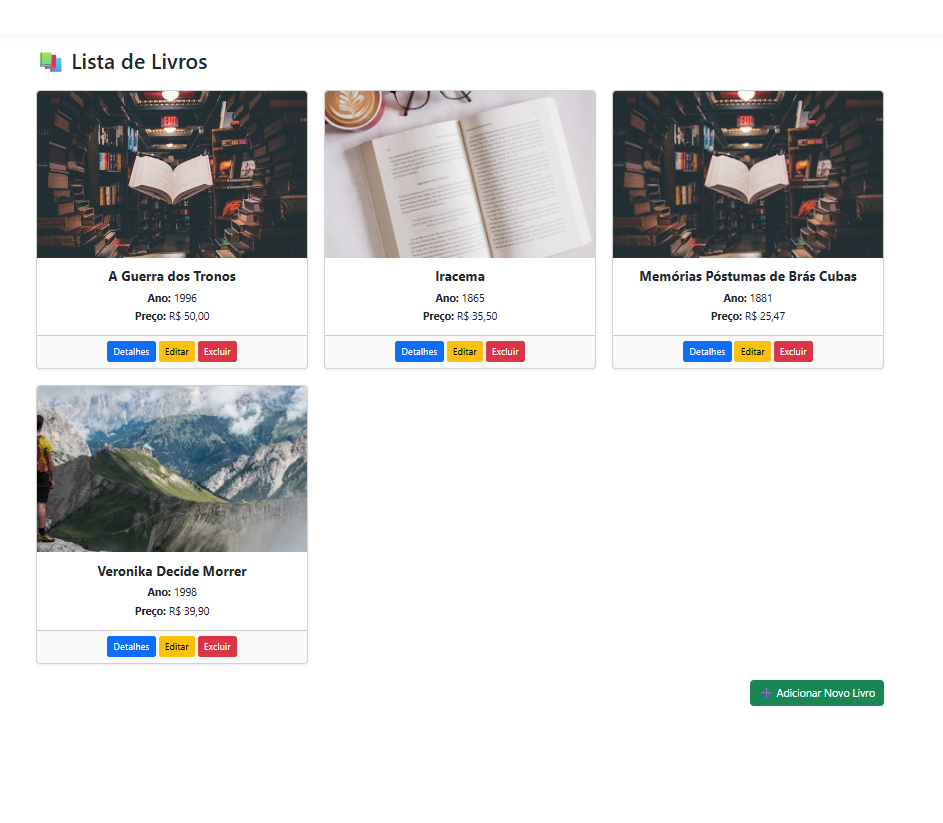 Lista de Livros
EXIT
EXIT
A Guerra dos Tronos
Ano: 1996
Preço: R$ 50,00
Detalhes Editar Excluir
Iracema
Ano: 1865
Preço: R$ 35,50
Detalhes Editar Excluir
Memórias Póstumas de Brás Cubas
Ano: 1881
Preço: R$ 25,47
Detalhes Editar Excluir
Veronika Decide Morrer
Ano: 1998
Preço: R$ 39,90
Detalhes Editar Excluir
Adicionar Novo Livro